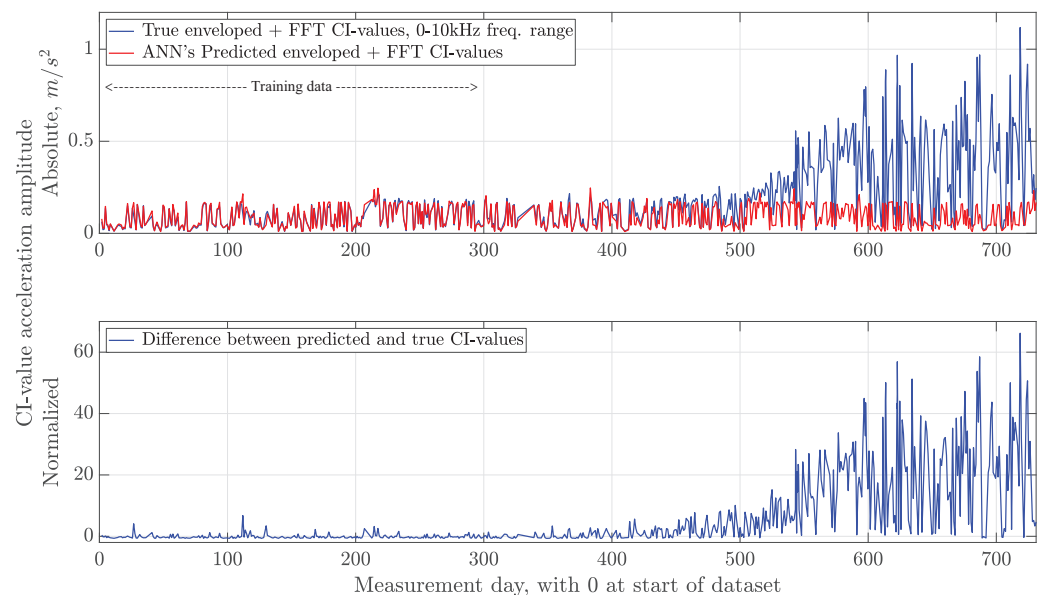 True enveloped + FFT CI-values, 0-10kHz freq. range
ANN's Predicted enveloped + FFT CI-values
<----------------------- Training data ----------------------->
1
0.5
0
0 100 200 300 400 500 600 700
CI-value acceleration amplitude
Absolute, m/s²
Normalized
Difference between predicted and true CI-values
60
40
20
0
0 100 200 300 400 500 600 700
Measurement day, with 0 at start of dataset